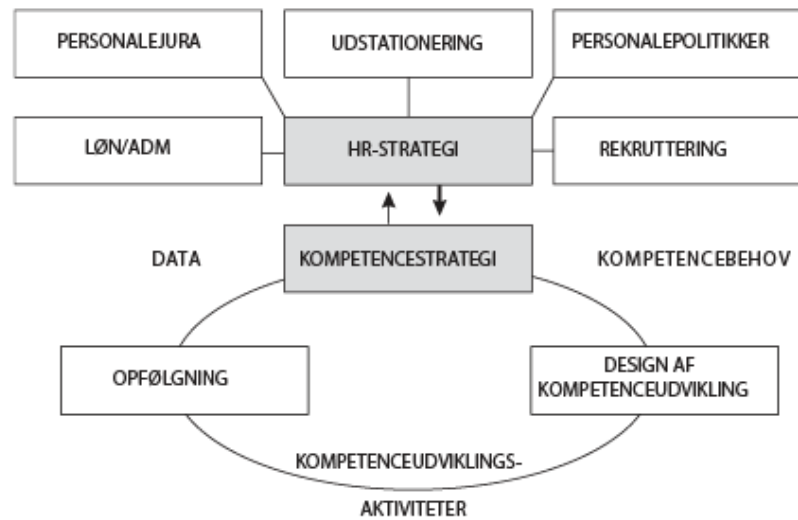 PERSONALEJURA
UDSTATIONERING
PERSONALEPOLITIKKER
LØN/ADM
HR-STRATEGI
REKRUTTERING
DATA
KOMPETENCESTRATEGI
KOMPETENCEBEHOV
OPFØLGNING
DESIGN AF
KOMPETENCEUDVIKLING
KOMPETENCEUDVIKLINGS-
AKTIVITETER